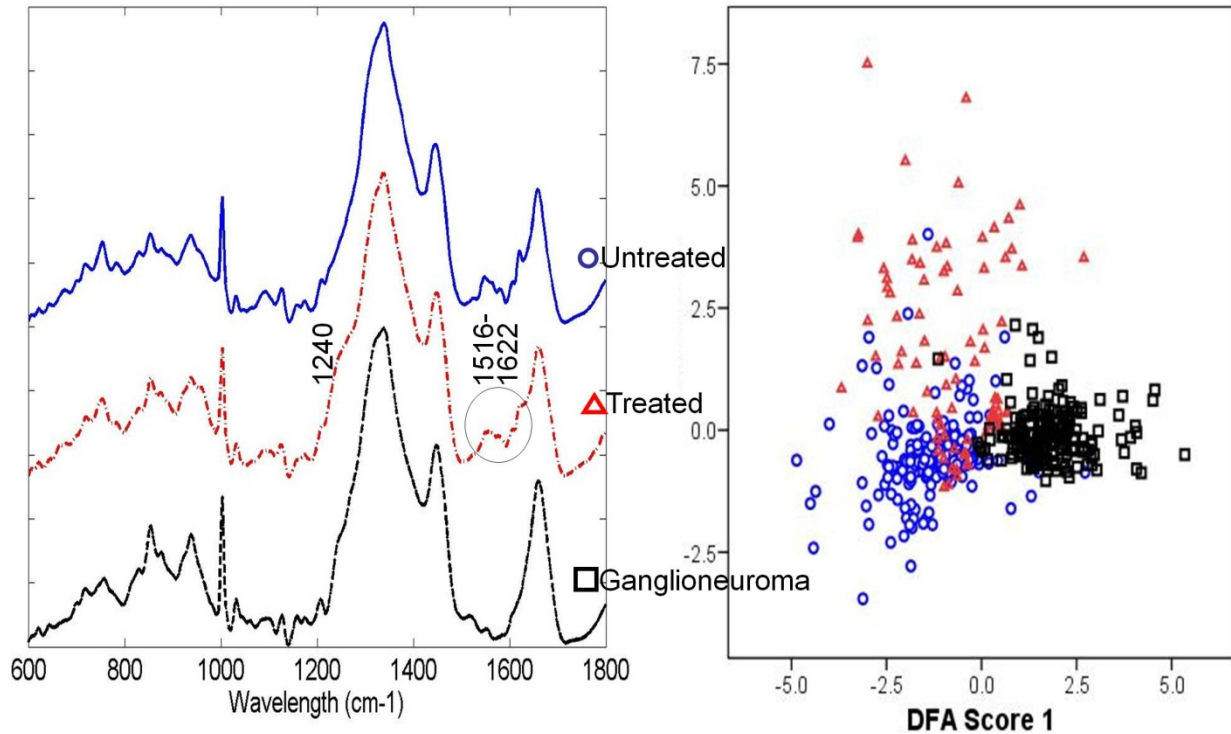 1240
1516-
1622
Untreated
Treated
Ganglioneuroma
600 800 1000 1200 1400 1600 1800
Wavelength (cm-1)
7.5
5.0
2.5
0.0
-2.5
-5.0 -2.5 0.0 2.5 5.0
DFA Score 1